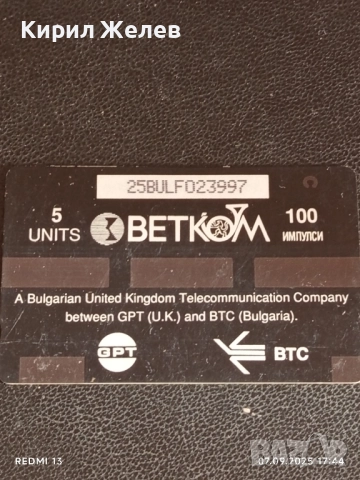 Кирил Желев
25BULF023997
5 UNITS
BETKOM
100 ИМПУЛСИ
A Bulgarian United Kingdom Telecommunication Company
between GPT (U.K.) and BTC (Bulgaria).
GPT
BTC
REDMI 13
07.09.2025 17:44